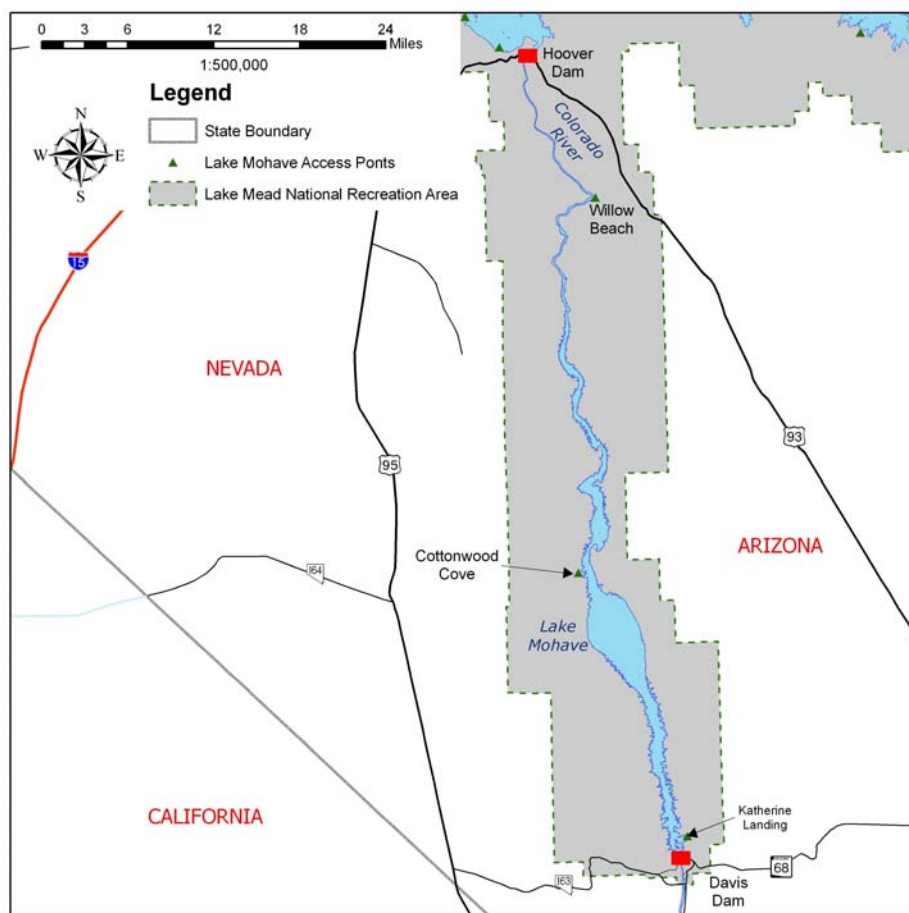 0 3 6 12 18 24
Miles
1:500,000
Legend
State Boundary
Lake Mohave Access Ponts
Lake Mead National Recreation Area
N
W E
S
Hoover
Dam
Colorado
River
Willow
Beach
15
NEVADA
95
93
ARIZONA
Cottonwood
Cove
164
Lake
Mohave
CALIFORNIA
Katherine
Landing
68
163
Davis
Dam